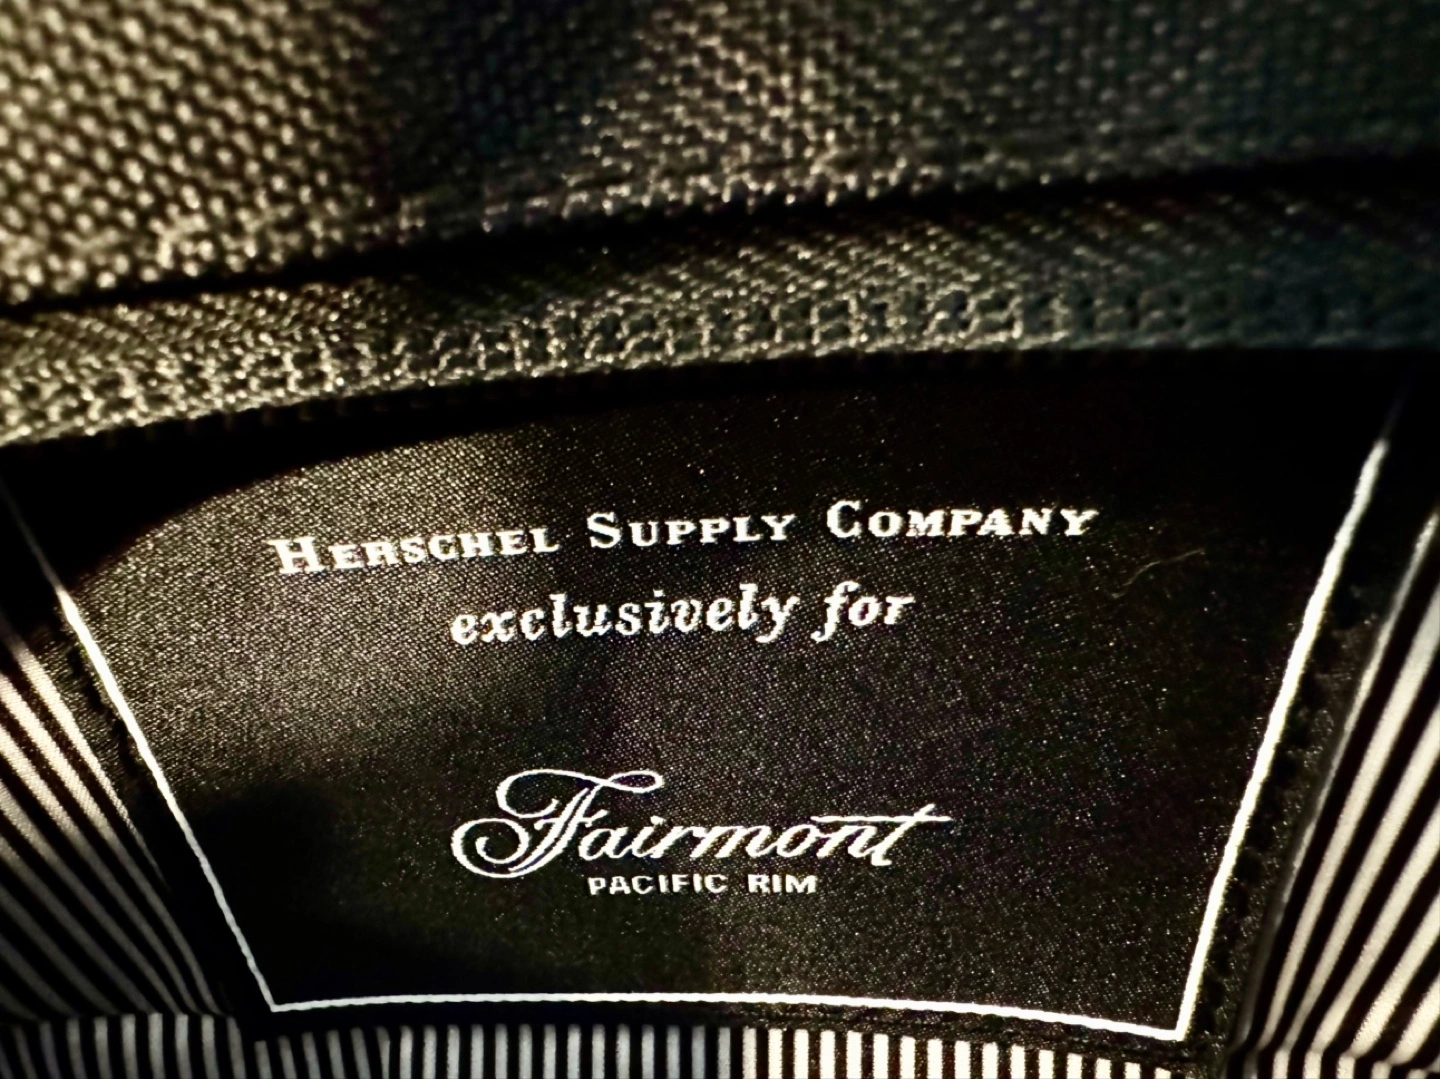 HERSCHEL SUPPLY COMPANY
exclusively for
Fairmont
PACIFIC RIM